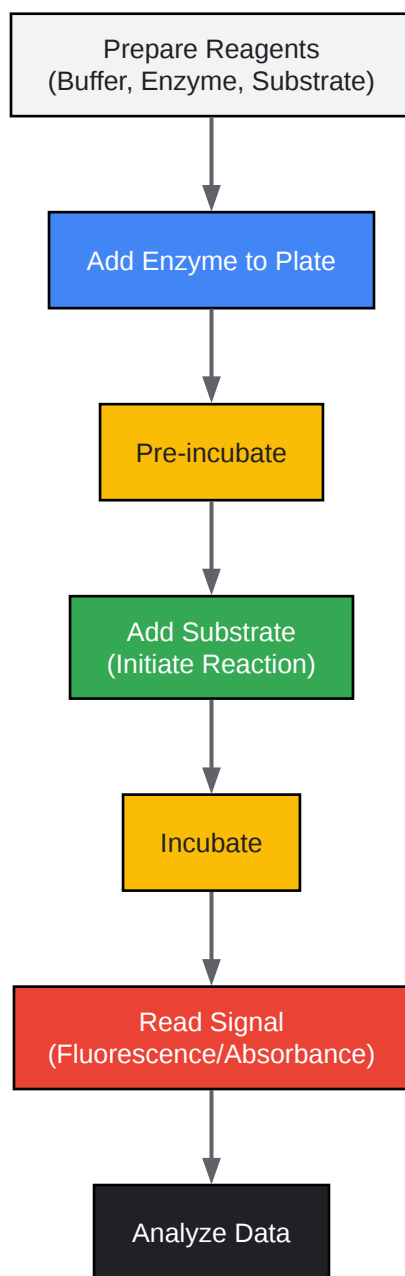 Prepare Reagents
(Buffer, Enzyme, Substrate)
Add Enzyme to Plate
Pre-incubate
Add Substrate
(Initiate Reaction)
Incubate
Read Signal
(Fluorescence/Absorbance)
Analyze Data